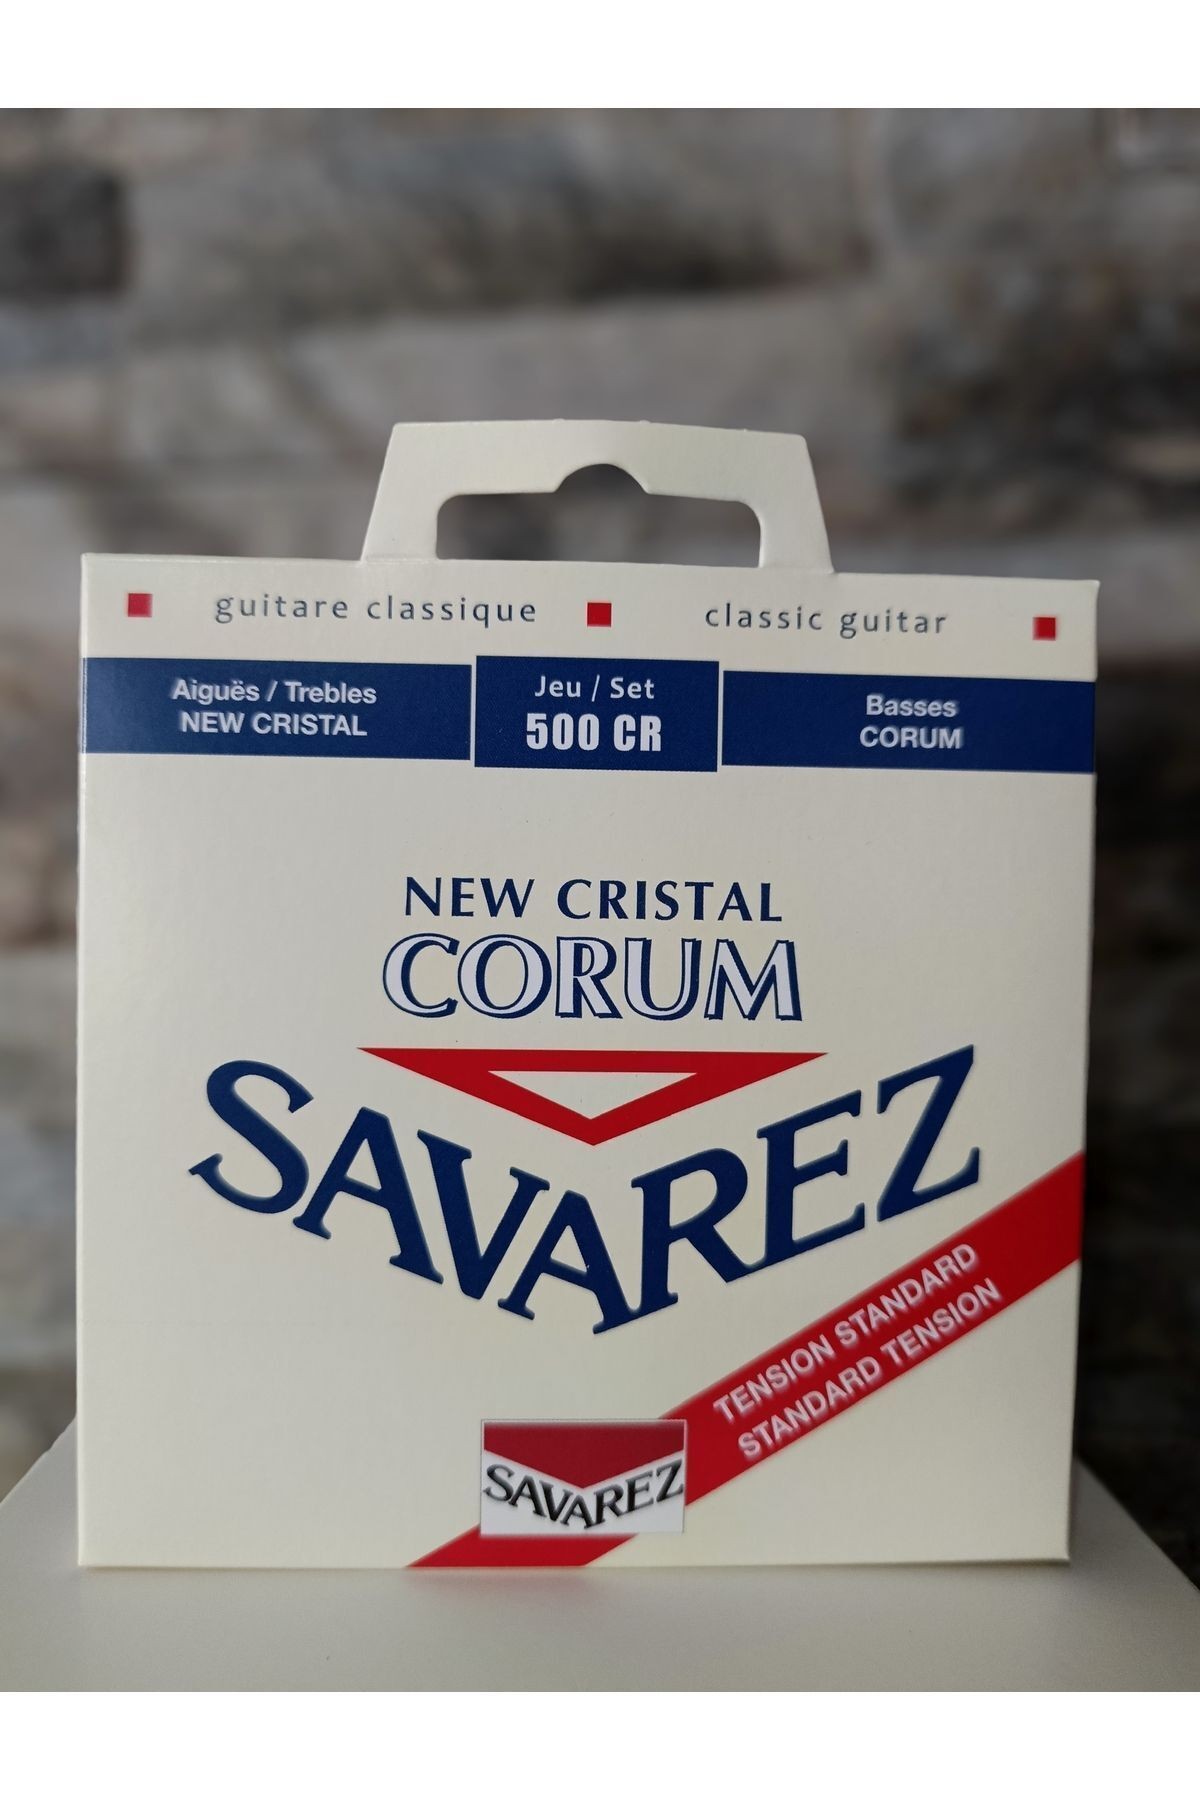 guitare classique
classic guitar
Aiguës / Trebles
NEW CRISTAL
Jeu / Set
500 CR
Basses
CORUM
NEW CRISTAL
CORUM
SAVAREZ
TENSION STANDARD
STANDARD TENSION
SAVAREZ